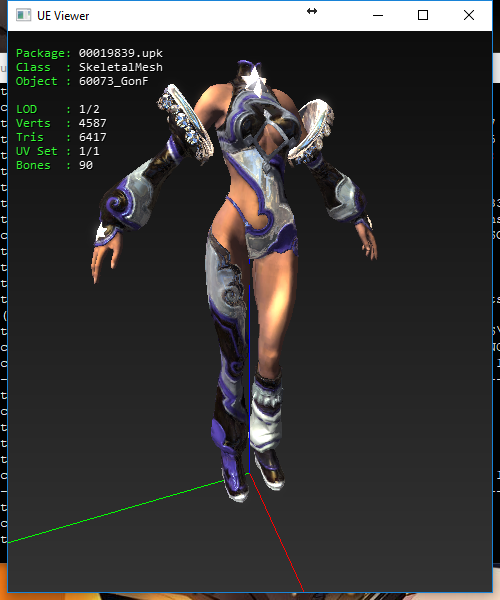 UE Viewer
Package: 00019839.upk
Class : SkeletalMesh
Object : 60073_GonF
LOD : 1/2
Verts : 4587
Tris : 6417
UV Set : 1/1
Bones : 90